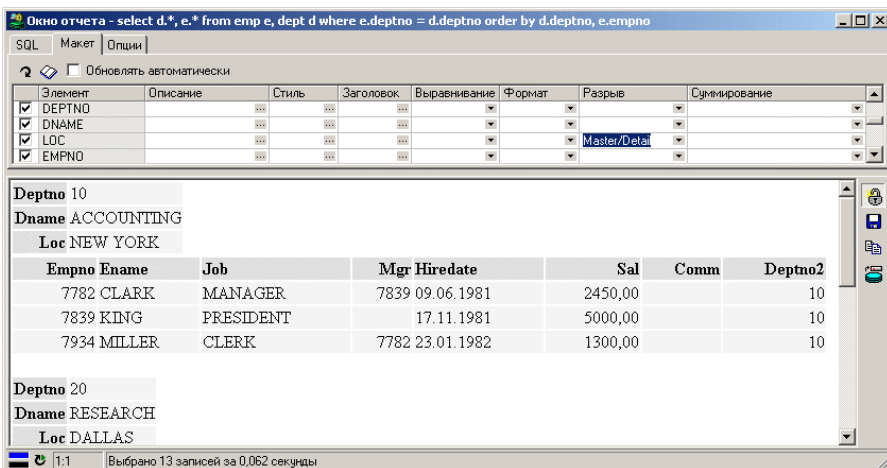 Окно отчета - select d.*, e.* from emp e, dept d where e.deptno = d.deptno order by d.deptno, e.empno
SQL Макет Опции
Обновлять автоматически
Элемент Описание Стиль Заголовок Выравнивание Формат Разрыв Суммирование
DEPTNO
DNAME
LOC Master/Detai
EMPNO
Deptno 10
Dname ACCOUNTING
Loc NEW YORK
Empno Ename Job Mgr Hiredate Sal Comm Deptno2
7782 CLARK MANAGER 7839 09.06.1981 2450,00 10
7839 KING PRESIDENT 17.11.1981 5000,00 10
7934 MILLER CLERK 7782 23.01.1982 1300,00 10
Deptno 20
Dname RESEARCH
Loc DALLAS
1:1 Выбрано 13 записей за 0,062 секунды